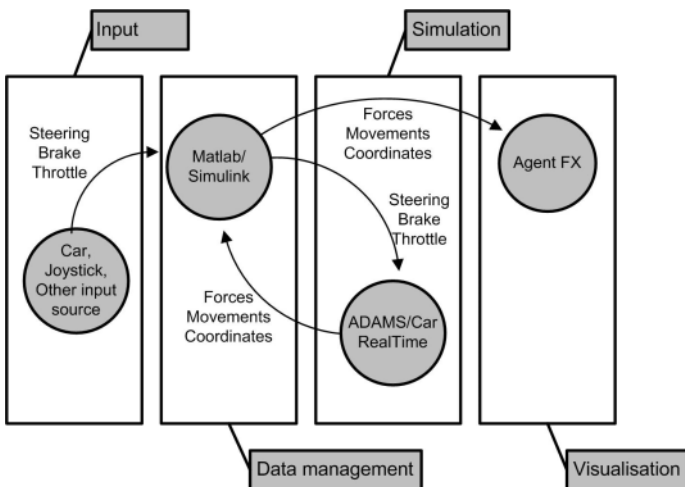 Input
Simulation
Steering
Brake
Throttle
Car,
Joystick,
Other input
source
Matlab/
Simulink
Forces
Movements
Coordinates
Forces
Movements
Coordinates
Steering
Brake
Throttle
ADAMS/Car
RealTime
Agent FX
Data management
Visualisation